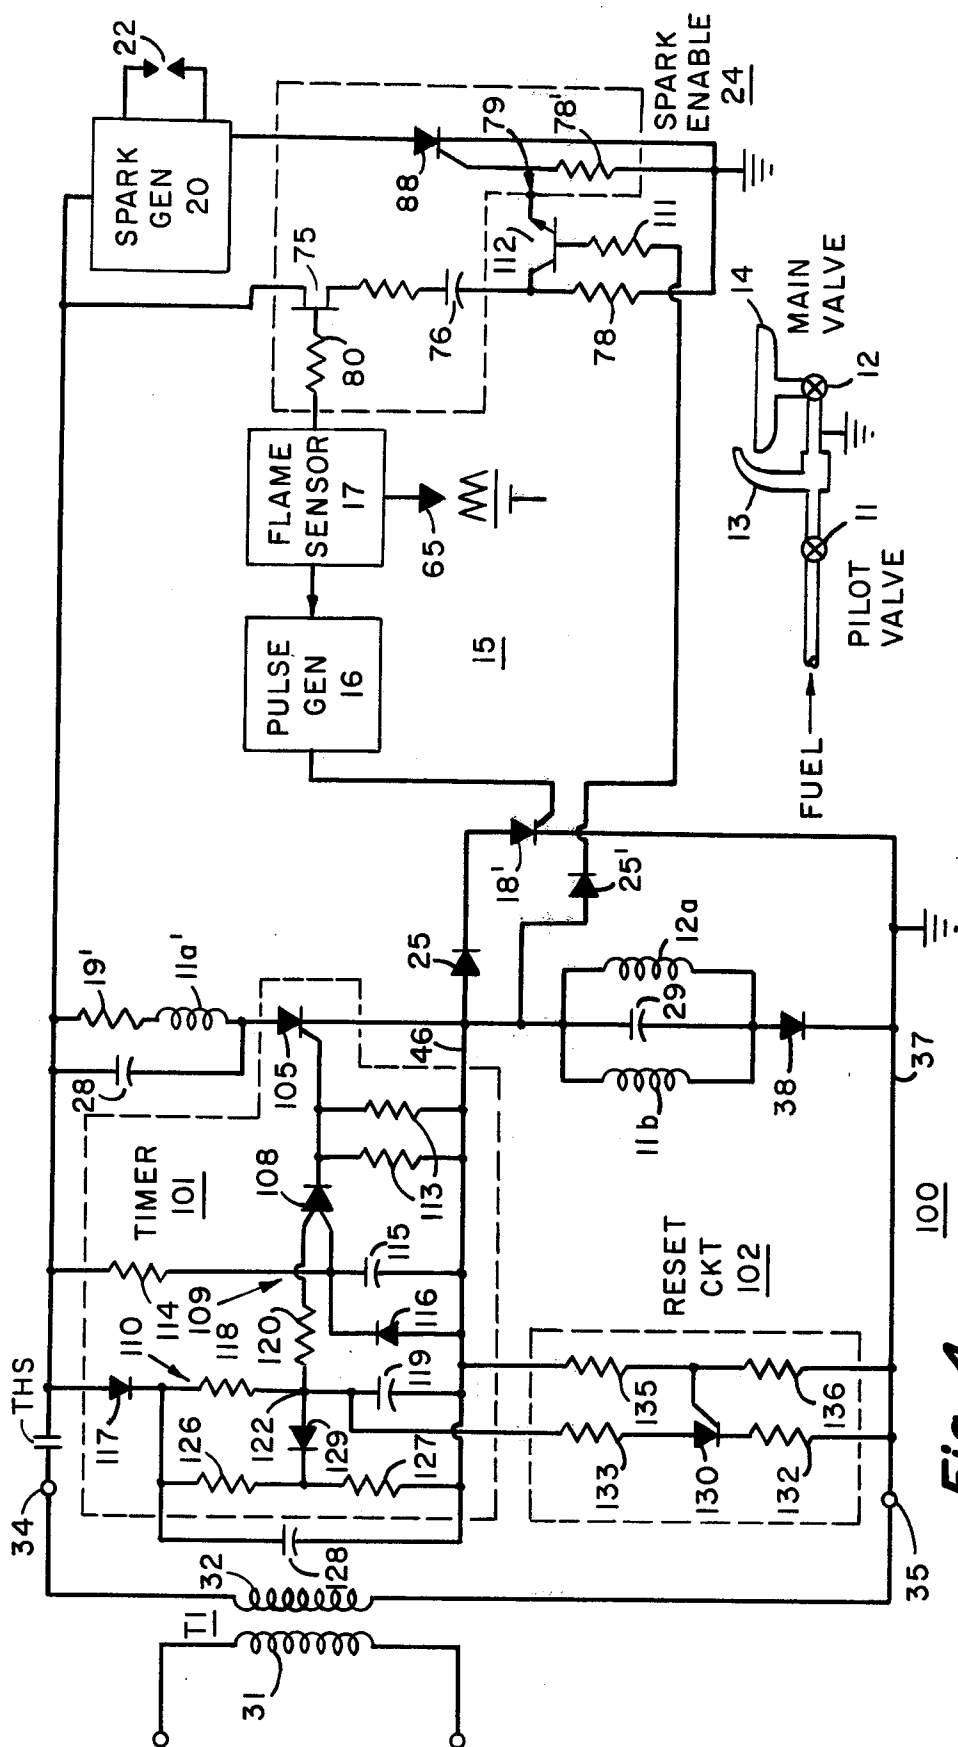 34
THS
T1
31
32
35
TIMER
101
117
110
114
109
118
126
122
129
127
128
120
119
116
115
108
113
105
28
19'
11a'
46
25
18'
25'
11b
29
12a
38
37
RESET
CKT
102
133
135
130
132
136
100
PULSE
GEN
16
FLAME
SENSOR
17
65
15
SPARK
GEN
20
22
75
80
76
78
112
111
79
88
78'
SPARK
ENABLE
24
FUEL
PILOT
VALVE
11
13
14
MAIN
VALVE
12
Fig. 4